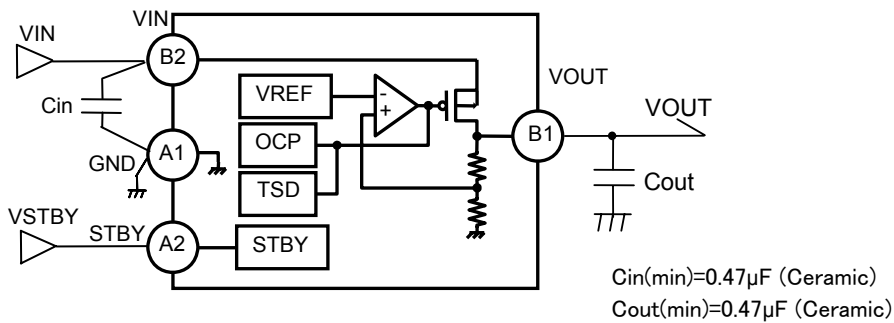 VIN
VIN
B2
Cin
VREF
-
+
VOUT
VOUT
B1
OCP
A1
GND
TSD
Cout
VSTBY
STBY
A2
STBY
Cin(min)=0.47µF (Ceramic)
Cout(min)=0.47µF (Ceramic)